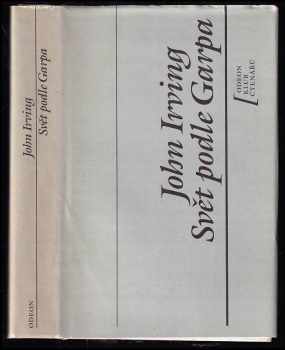 John Irving
Svět podle Garpa
ODEON
John Irving
Svět podle Garpa
ODEON
KLUB
ČTENÁŘŮ